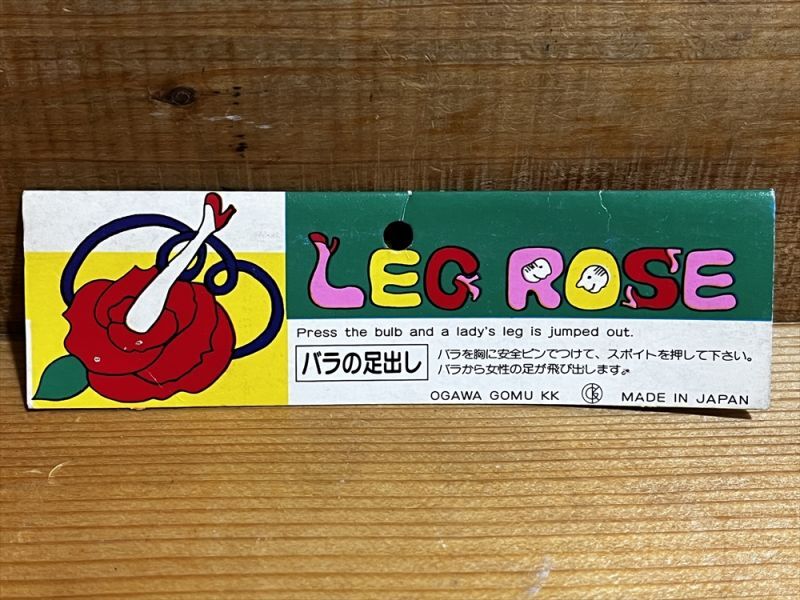 LEG ROSE
Press the bulb and a lady's leg is jumped out.
バラの足出し
バラを胸に安全ピンでつけて、スポイトを押して下さい。
バラから女性の足が飛び出します。
OGAWA GOMU KK
MADE IN JAPAN